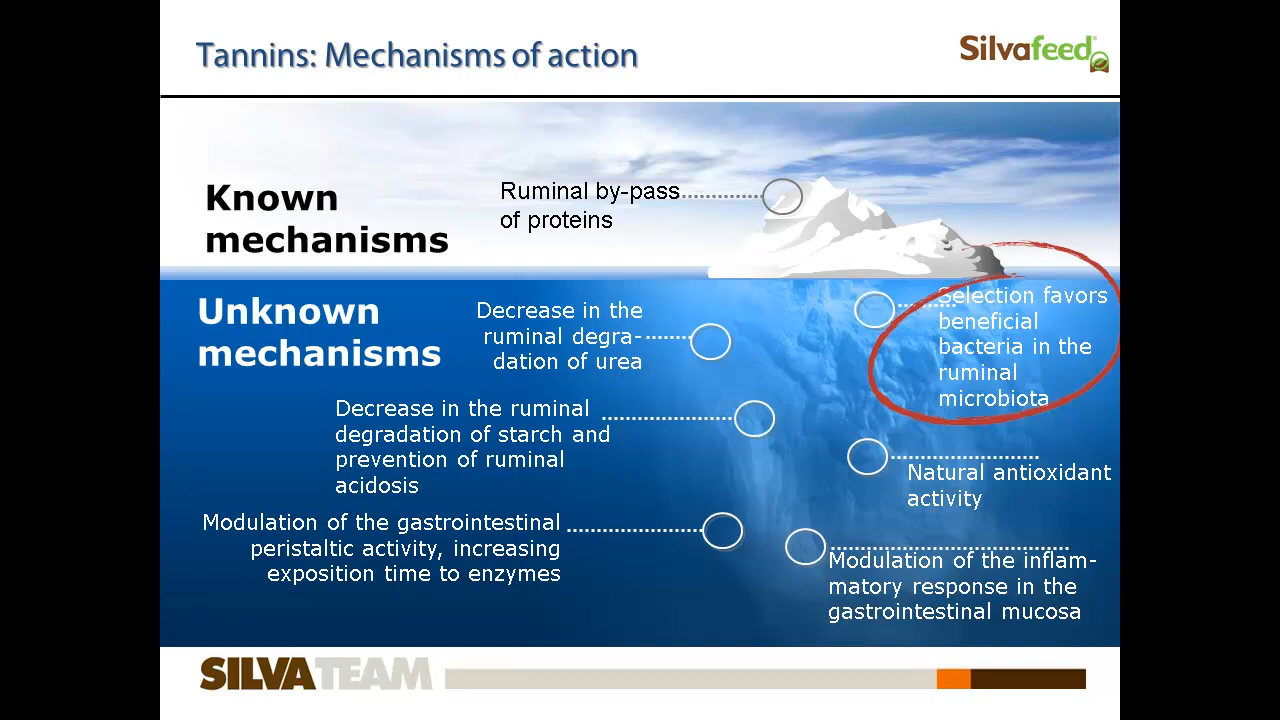 Tannins: Mechanisms of action
Silvafeed®
Known
mechanisms
Ruminal by-pass
of proteins
Unknown
mechanisms
Decrease in the
ruminal degra-
dation of urea
Selection favors
beneficial
bacteria in the
ruminal
microbiota
Decrease in the ruminal
degradation of starch and
prevention of ruminal
acidosis
Natural antioxidant
activity
Modulation of the gastrointestinal
peristaltic activity, increasing
exposition time to enzymes
Modulation of the inflam-
matory response in the
gastrointestinal mucosa
SILVATEAM